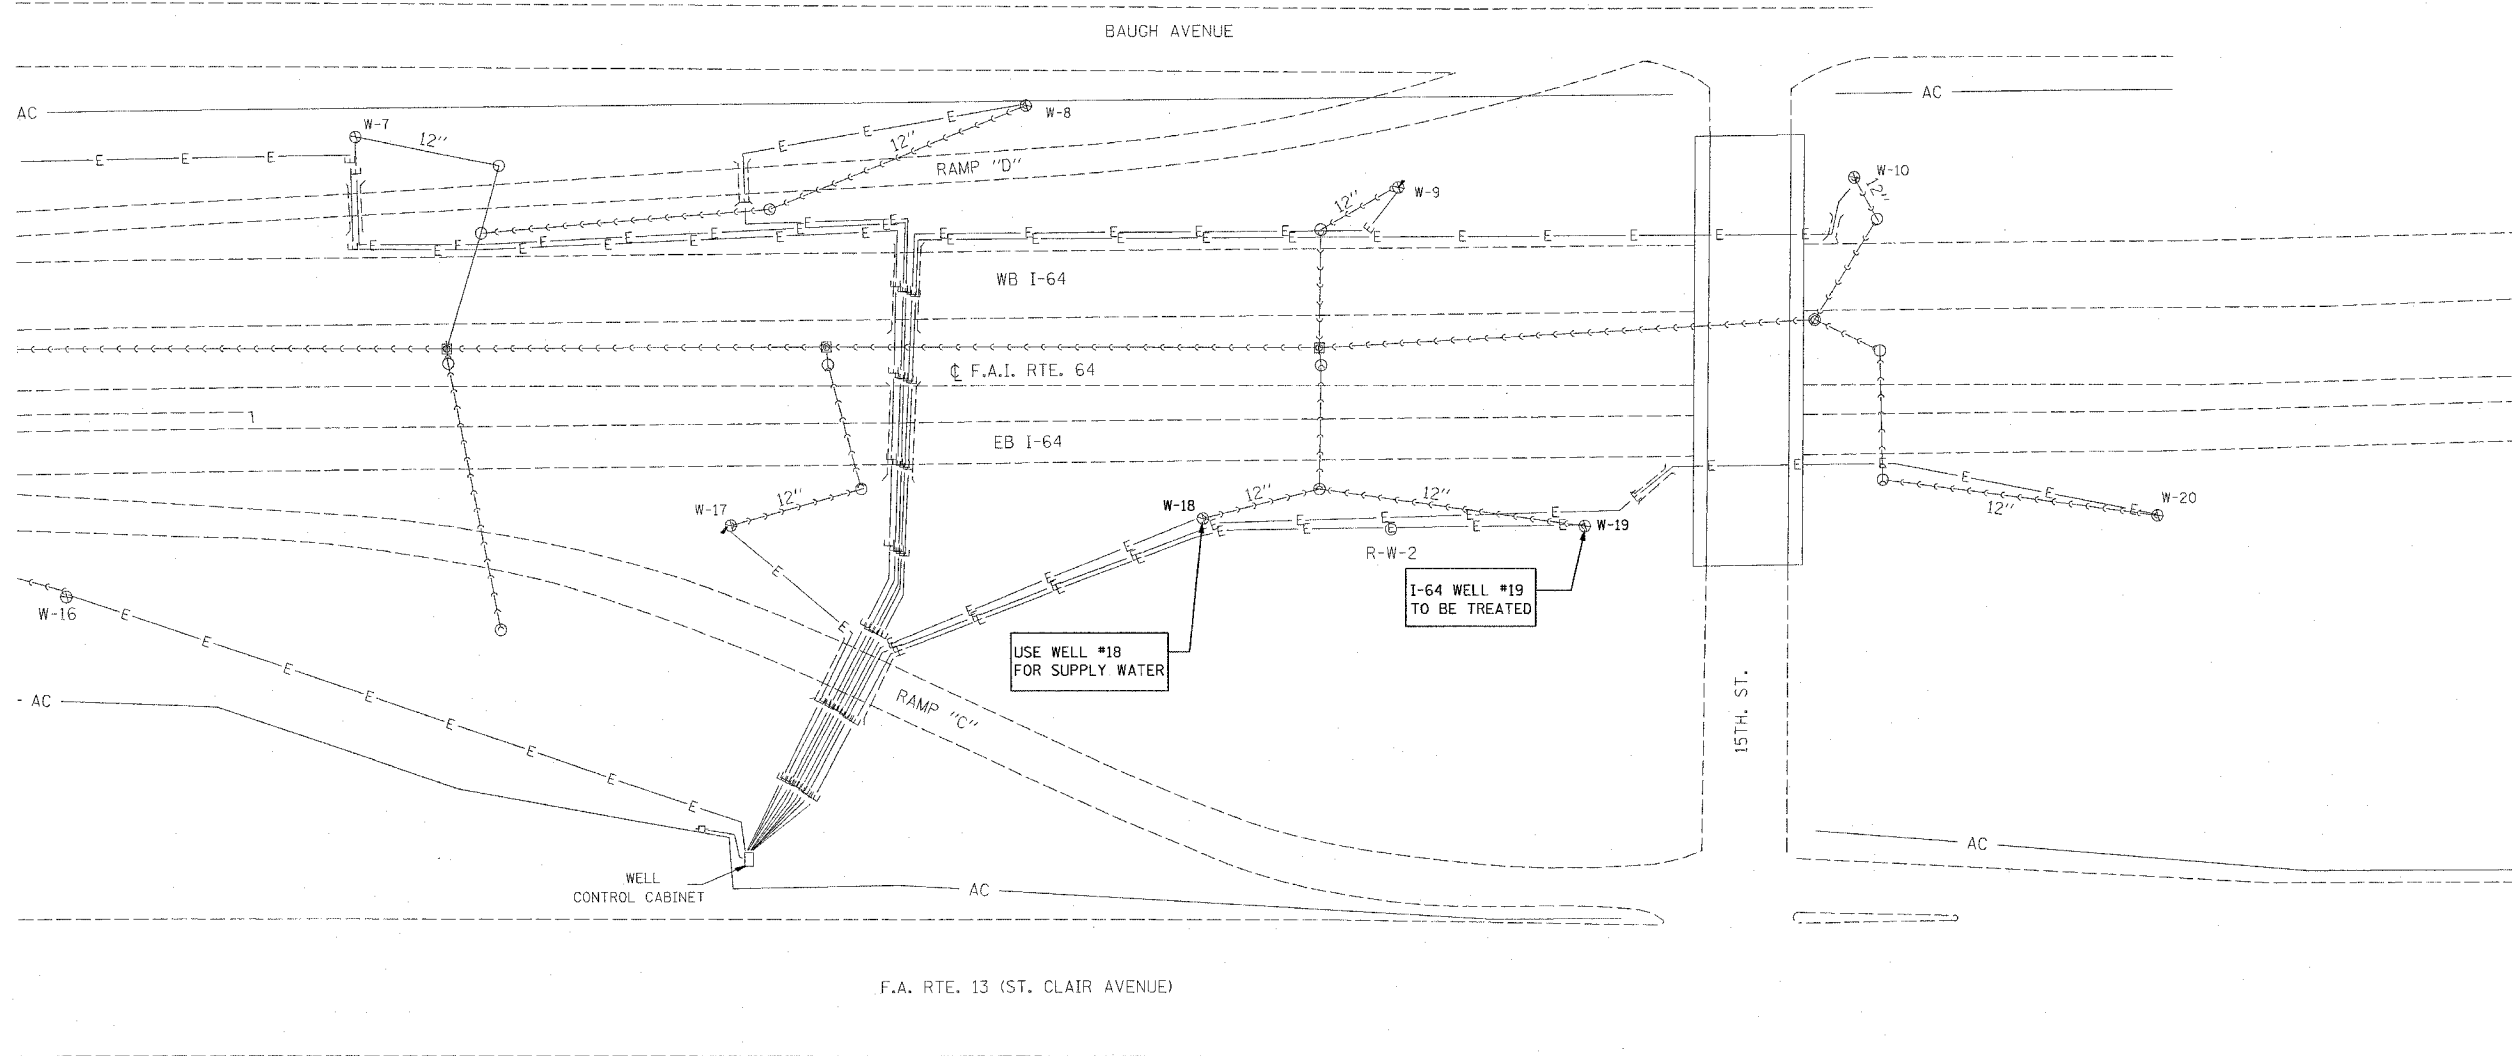 BAUGH AVENUE
AC
AC
W-7
12"
W-8
12"
RAMP "D"
W-9
12"
W-10
12"
WB I-64
℄ F.A.I. RTE. 64
EB I-64
W-17
12"
W-18
12"
12"
W-19
R-W-2
W-20
12"
I-64 WELL #19
TO BE TREATED
USE WELL #18
FOR SUPPLY WATER
W-16
AC
RAMP "C"
15TH. ST.
AC
WELL
CONTROL CABINET
AC
F.A. RTE. 13 (ST. CLAIR AVENUE)
E E E E E E E E E E E E E E E E E E E E